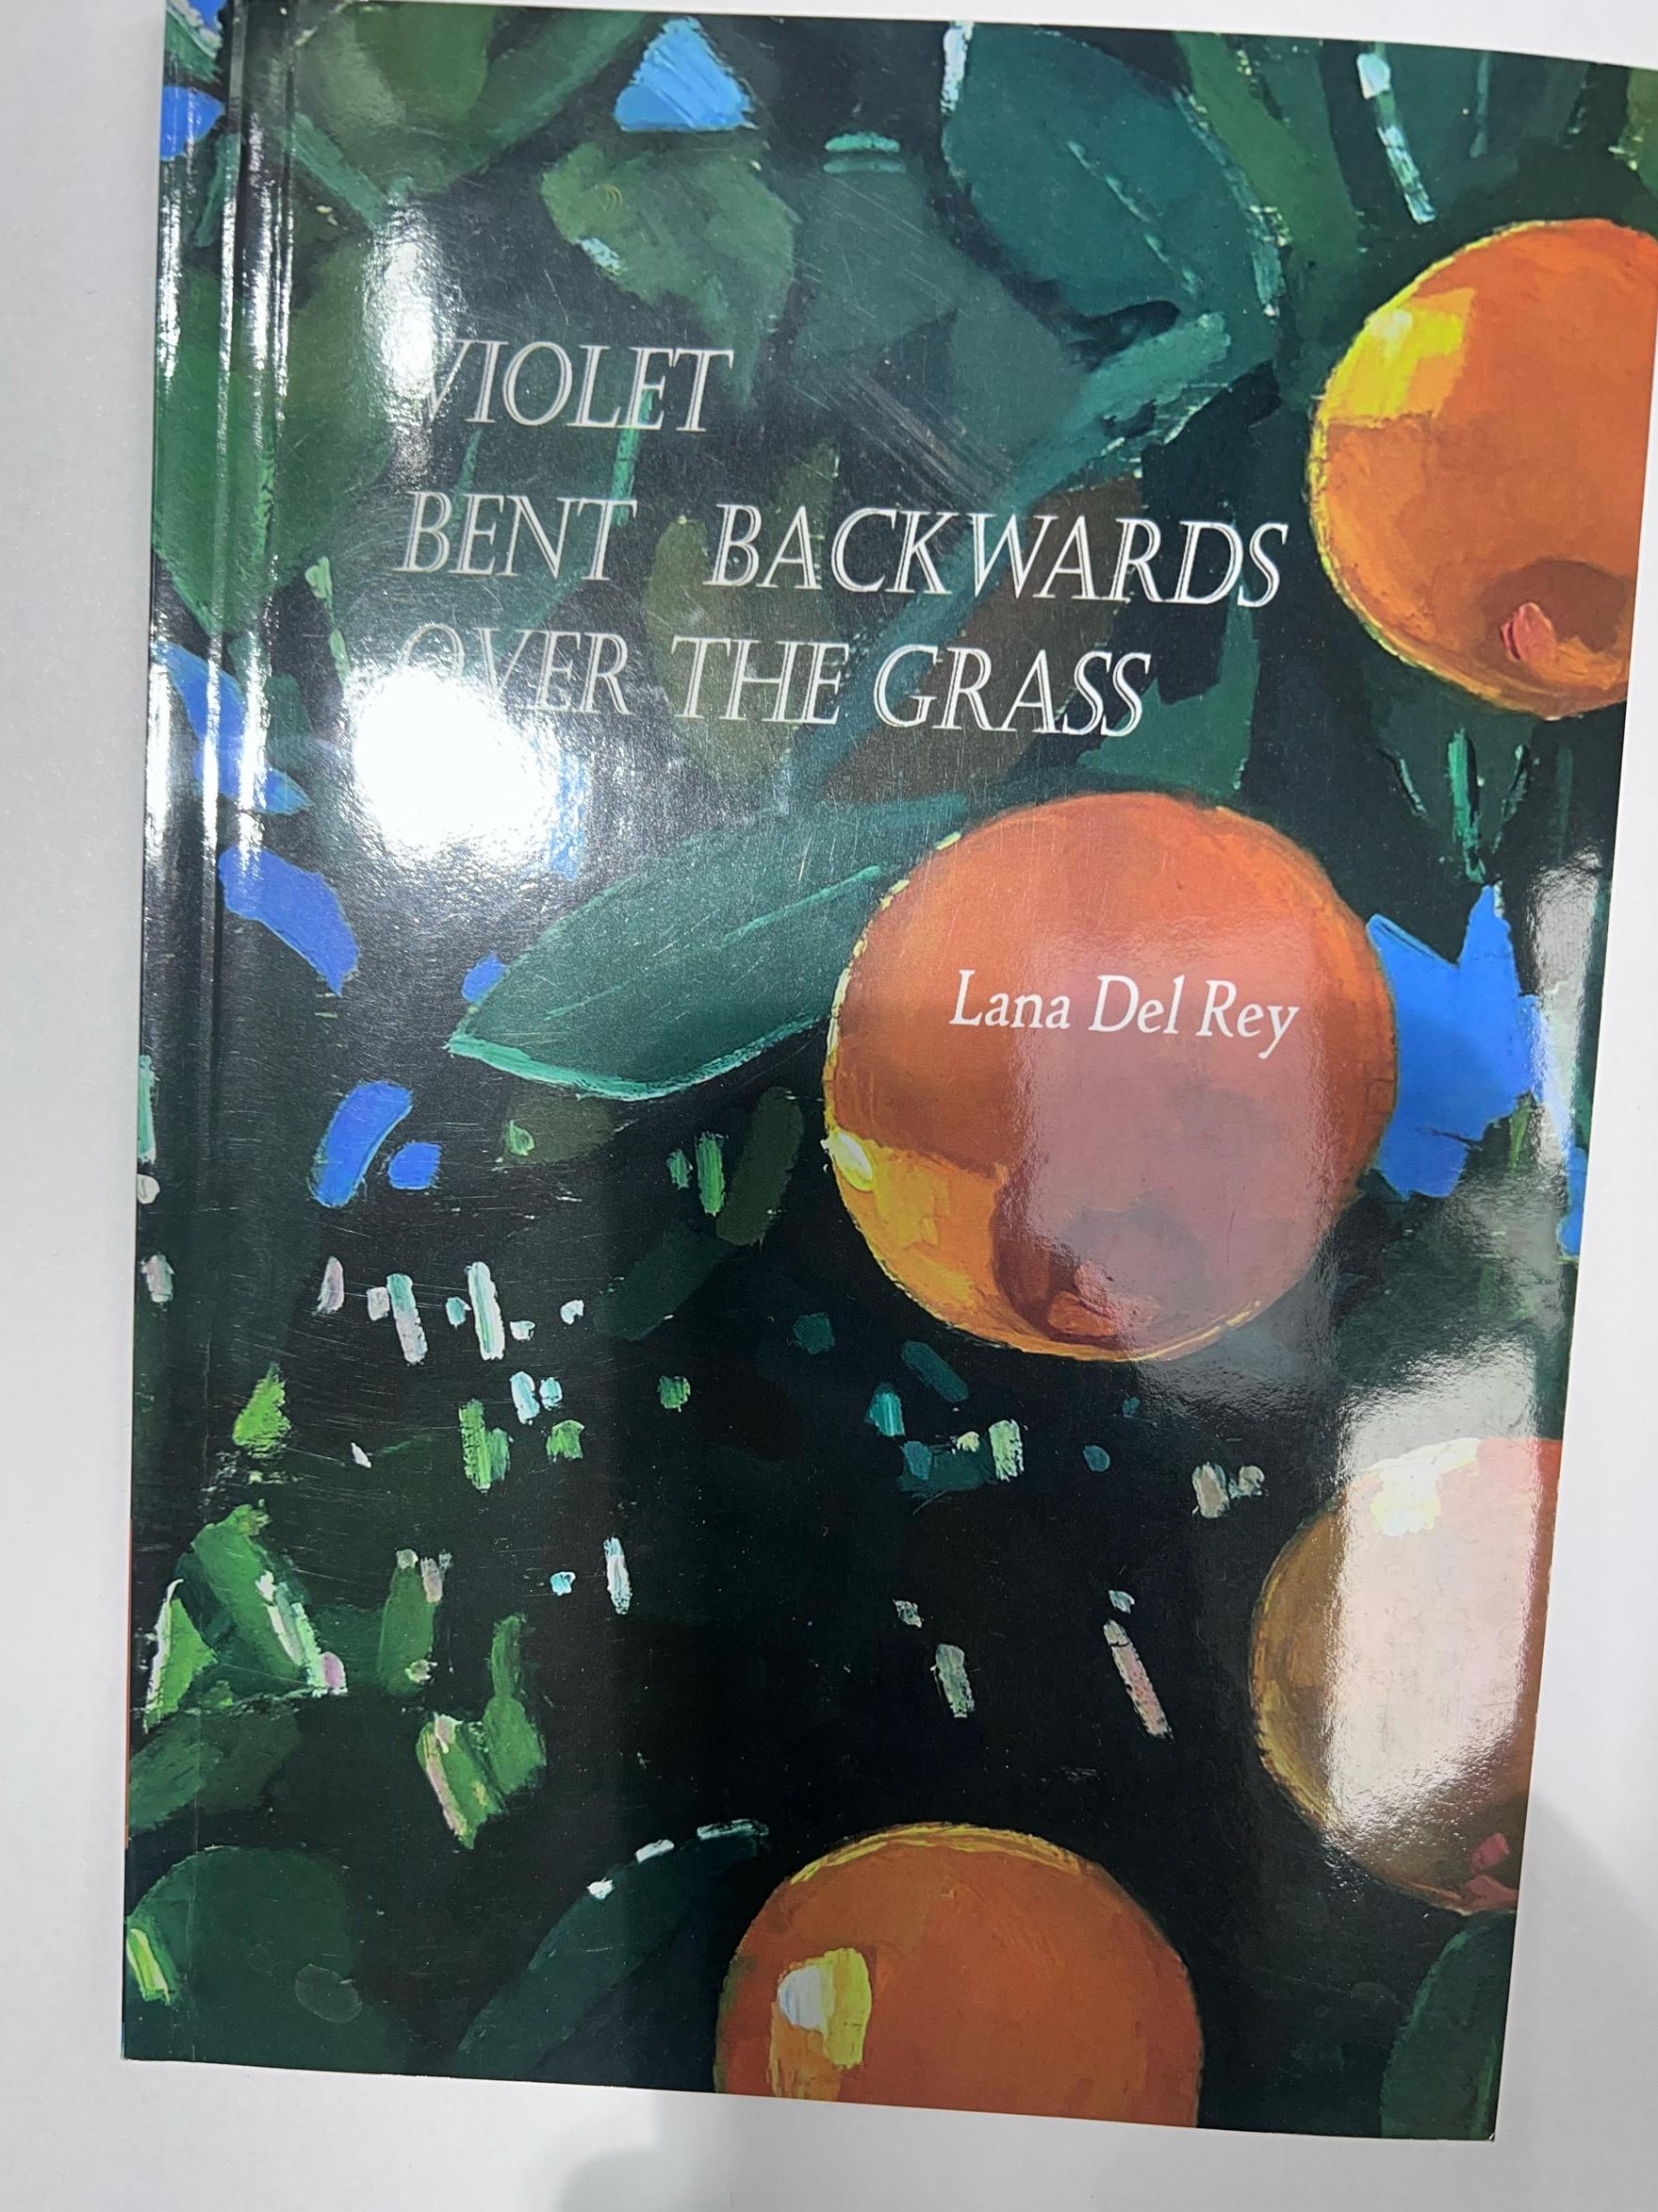 VIOLET
BENT BACKWARDS
OVER THE GRASS
Lana Del Rey